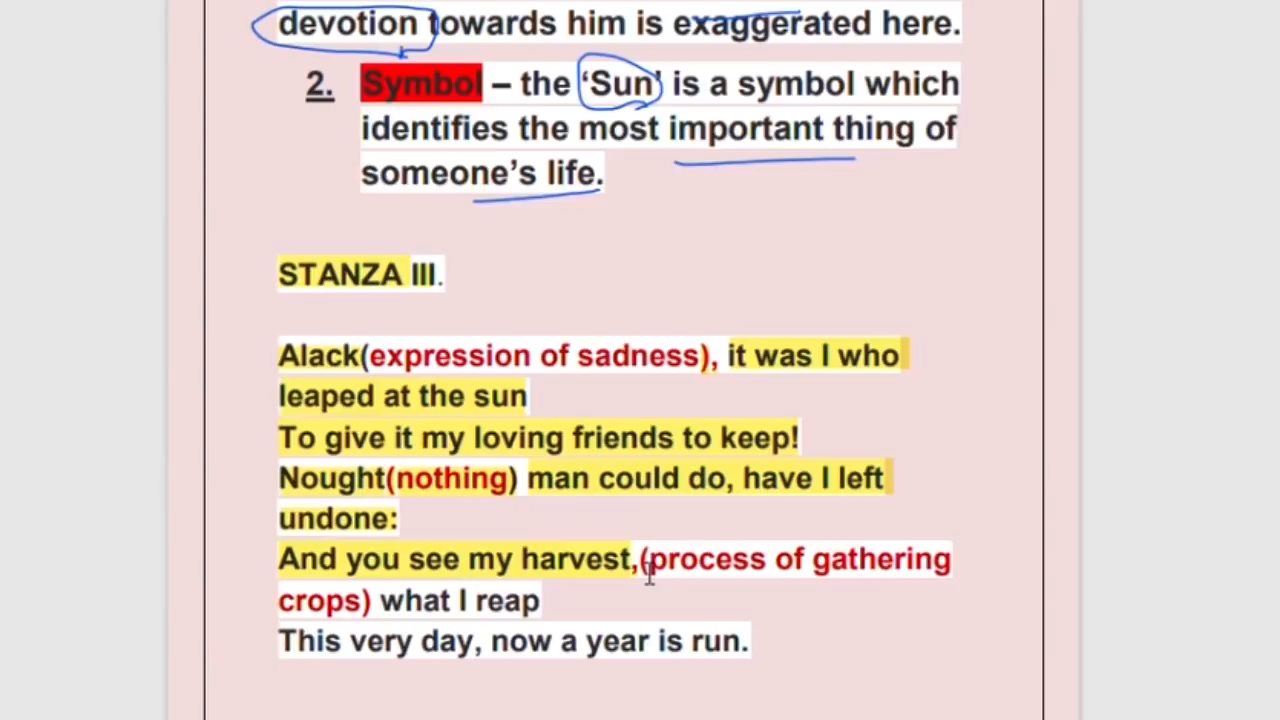 devotion towards him is exaggerated here.
2. Symbol – the ‘Sun’ is a symbol which
identifies the most important thing of
someone’s life.
STANZA III.
Alack(expression of sadness), it was I who
leaped at the sun
To give it my loving friends to keep!
Nought(nothing) man could do, have I left
undone:
And you see my harvest,(process of gathering
crops) what I reap
This very day, now a year is run.